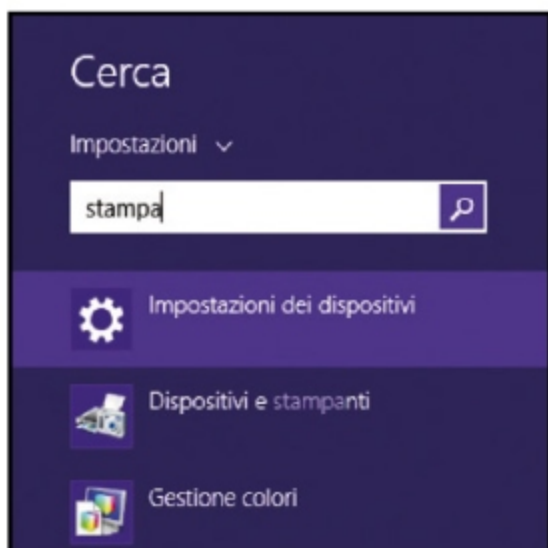 Cerca
Impostazioni
stampa
Impostazioni dei dispositivi
Dispositivi e stampanti
Gestione colori